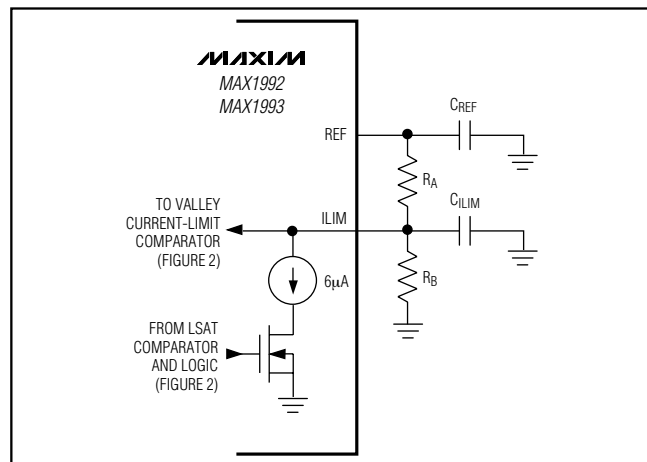 MAXIM
MAX1992
MAX1993
REF
CREF
RA
TO VALLEY
CURRENT-LIMIT
COMPARATOR
(FIGURE 2)
ILIM
CILIM
6μA
RB
FROM LSAT
COMPARATOR
AND LOGIC
(FIGURE 2)